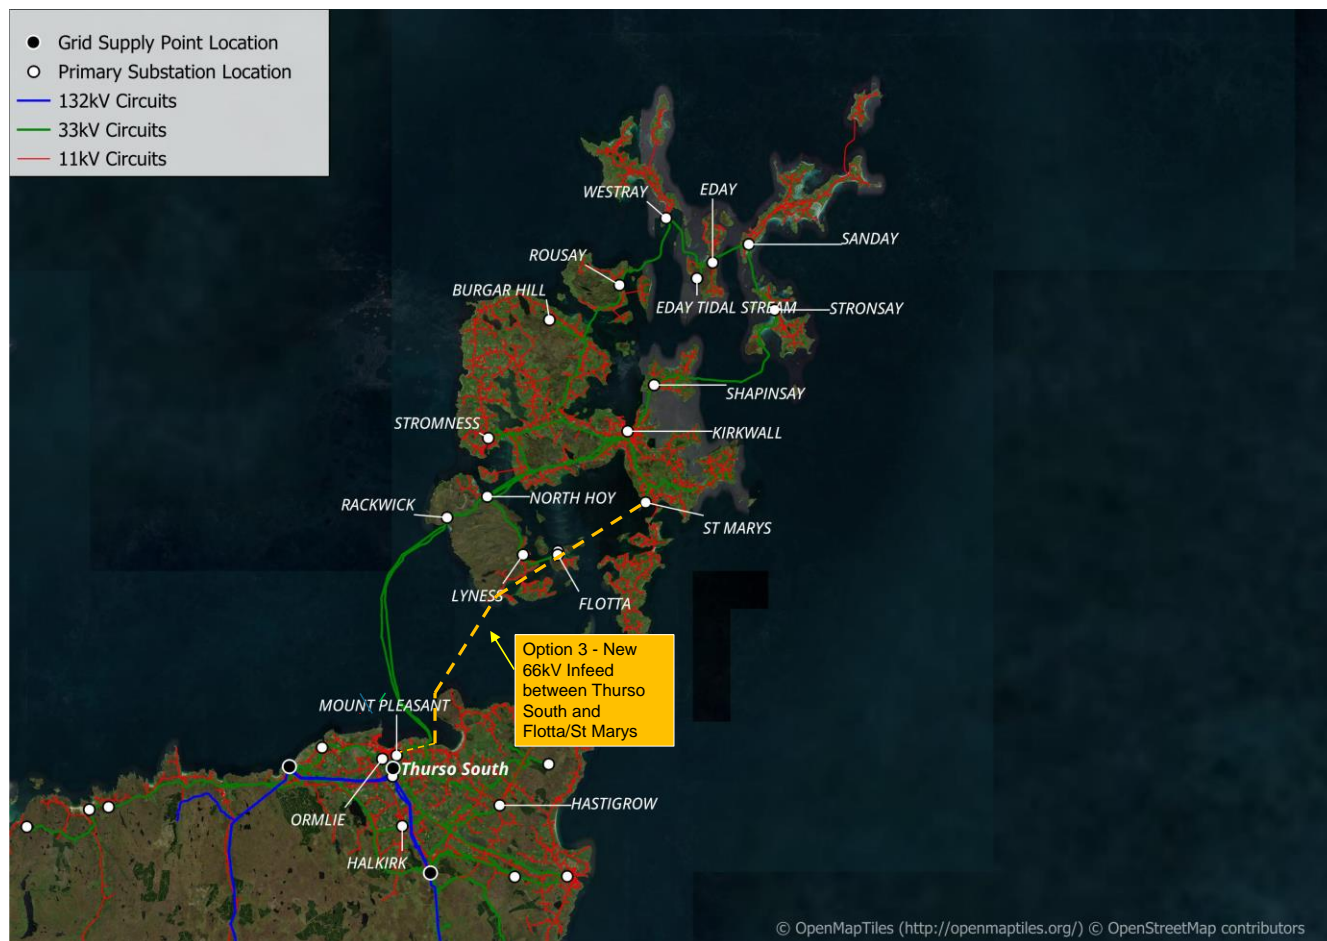 Grid Supply Point Location
Primary Substation Location
132kV Circuits
33kV Circuits
11kV Circuits
WESTRAY
EDAY
SANDAY
ROUSAY
BURGAR HILL
EDAY TIDAL STREAM
STRONSAY
SHAPINSAY
STROMNESS
KIRKWALL
RACKWICK
NORTH HOY
ST MARYS
LYNESS
FLOTTA
Option 3 - New
66kV Infeed
between Thurso
South and
Flotta/St Marys
MOUNT PLEASANT
Thurso South
ORMLIE
HASTIGROW
HALKIRK
© OpenMapTiles (http://openmaptiles.org/) © OpenStreetMap contributors